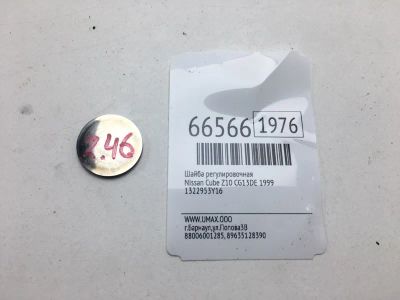 2.46
66566 1976
Шайба регулировочная
Nissan Cube Z10 CG13DE 1999
1322953Y16
WWW.UMAX.OOO
г.Барнаул,ул.Попова3В
88006001285, 89635128390